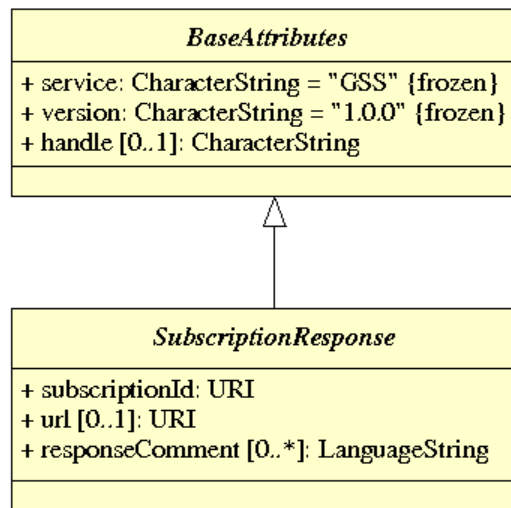 BaseAttributes
+ service: CharacterString = "GSS" {frozen}
+ version: CharacterString = "1.0.0" {frozen}
+ handle [0..1]: CharacterString
SubscriptionResponse
+ subscriptionId: URI
+ url [0..1]: URI
+ responseComment [0..*]: LanguageString